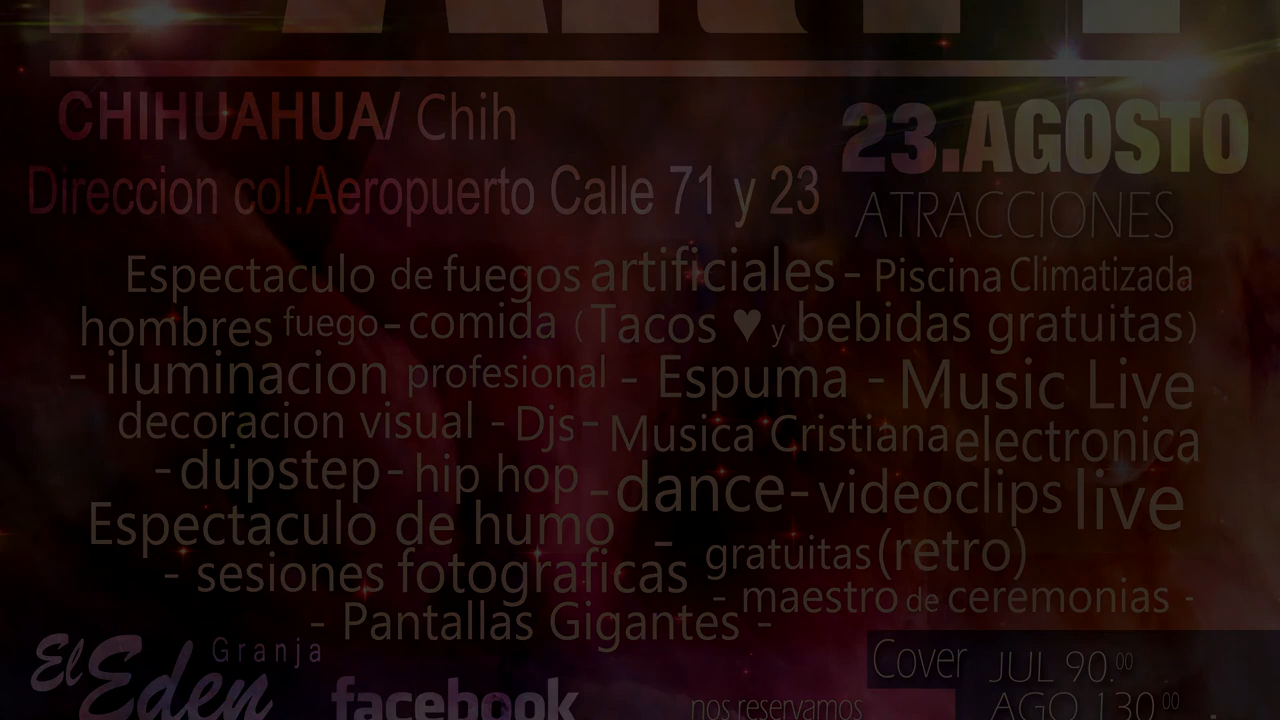 CHIHUAHUA/ Chih
23.AGOSTO
Direccion col.Aeropuerto Calle 71 y 23
ATRACCIONES
Espectaculo de fuegos artificiales - Piscina Climatizada
hombres fuego - comida (Tacos ♥ y bebidas gratuitas)
- iluminacion profesional - Espuma - Music Live
decoracion visual - Djs - Musica Cristiana electronica
- dupstep - hip hop - dance - videoclips live
Espectaculo de humo - gratuitas (retro)
- sesiones fotograficas - maestro de ceremonias -
- Pantallas Gigantes -
El Eden Granja
Cover JUL 90.00
AGO 130.00
facebook
nos reservamos